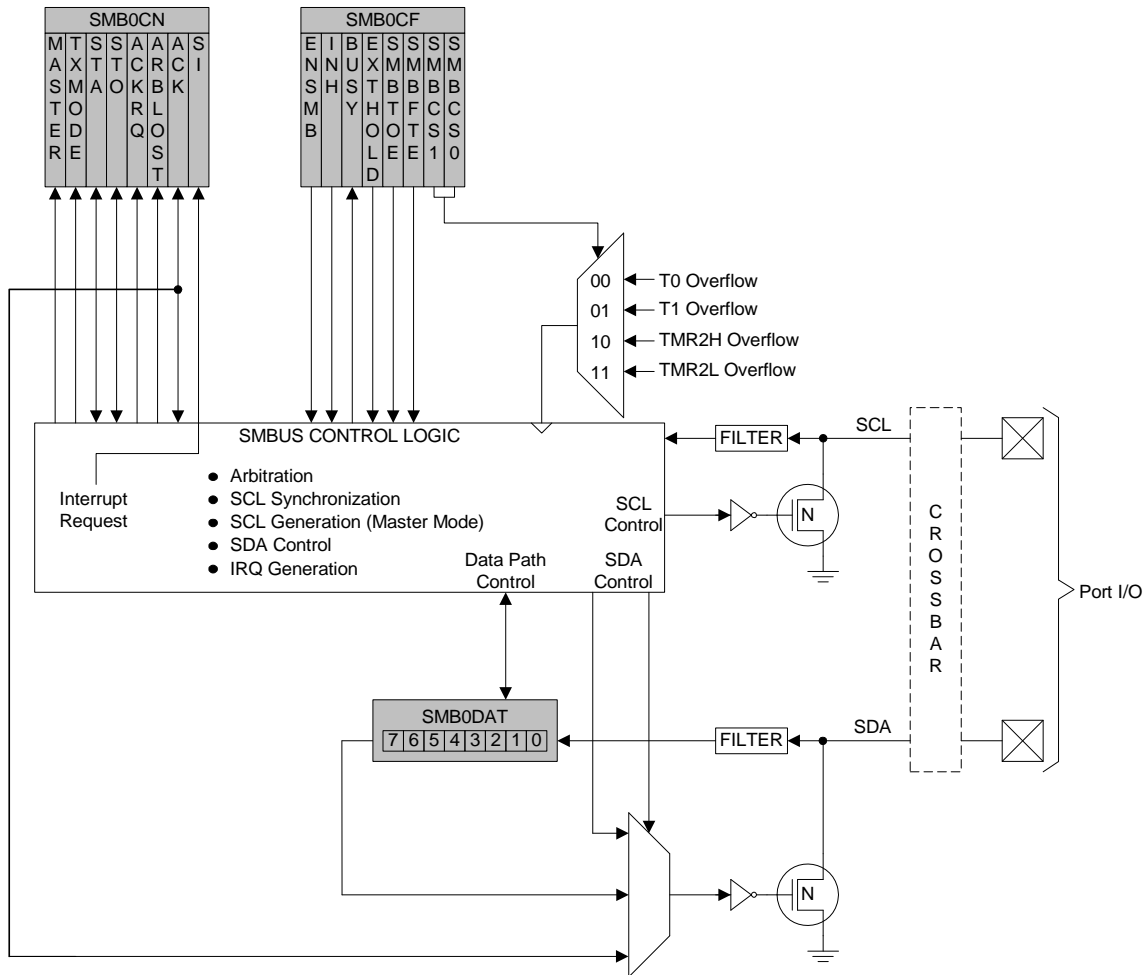 SMB0CN
MASTER
TXMODE
STA
STO
ACKRQ
ARBLOST
ACK
SI
SMB0CF
ENSMB
INH
BUSY
EXTHOLD
SMBTOE
SMBFTE
SMBCS1
SMBCS0
00
01
10
11
T0 Overflow
T1 Overflow
TMR2H Overflow
TMR2L Overflow
SMBUS CONTROL LOGIC
Interrupt
Request
● Arbitration
● SCL Synchronization
● SCL Generation (Master Mode)
● SDA Control
● IRQ Generation
SCL
Control
Data Path
Control
SDA
Control
FILTER
SCL
N
CROSSBAR
Port I/O
SMB0DAT
7 6 5 4 3 2 1 0
FILTER
SDA
N